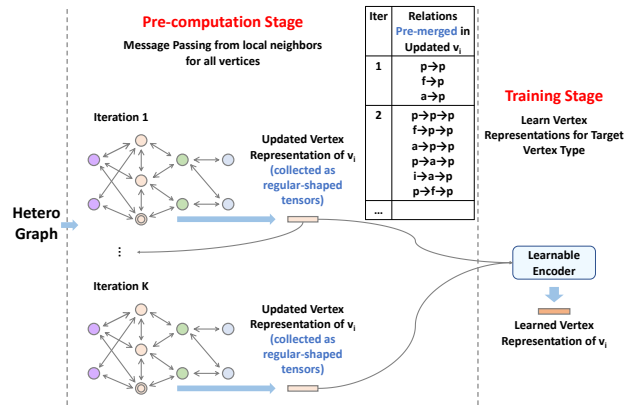 Pre-computation Stage
Message Passing from local neighbors
for all vertices
Iter
Relations
Pre-merged in
Updated vi
1
p→p
f→p
a→p
2
p→p→p
f→p→p
a→p→p
p→a→p
i→a→p
p→f→p
...
Training Stage
Learn Vertex
Representations for Target
Vertex Type
Iteration 1
Updated Vertex
Representation of vi
(collected as
regular-shaped
tensors)
Hetero
Graph
...
Learnable
Encoder
Learned Vertex
Representation of vi
Iteration K
Updated Vertex
Representation of vi
(collected as
regular-shaped
tensors)